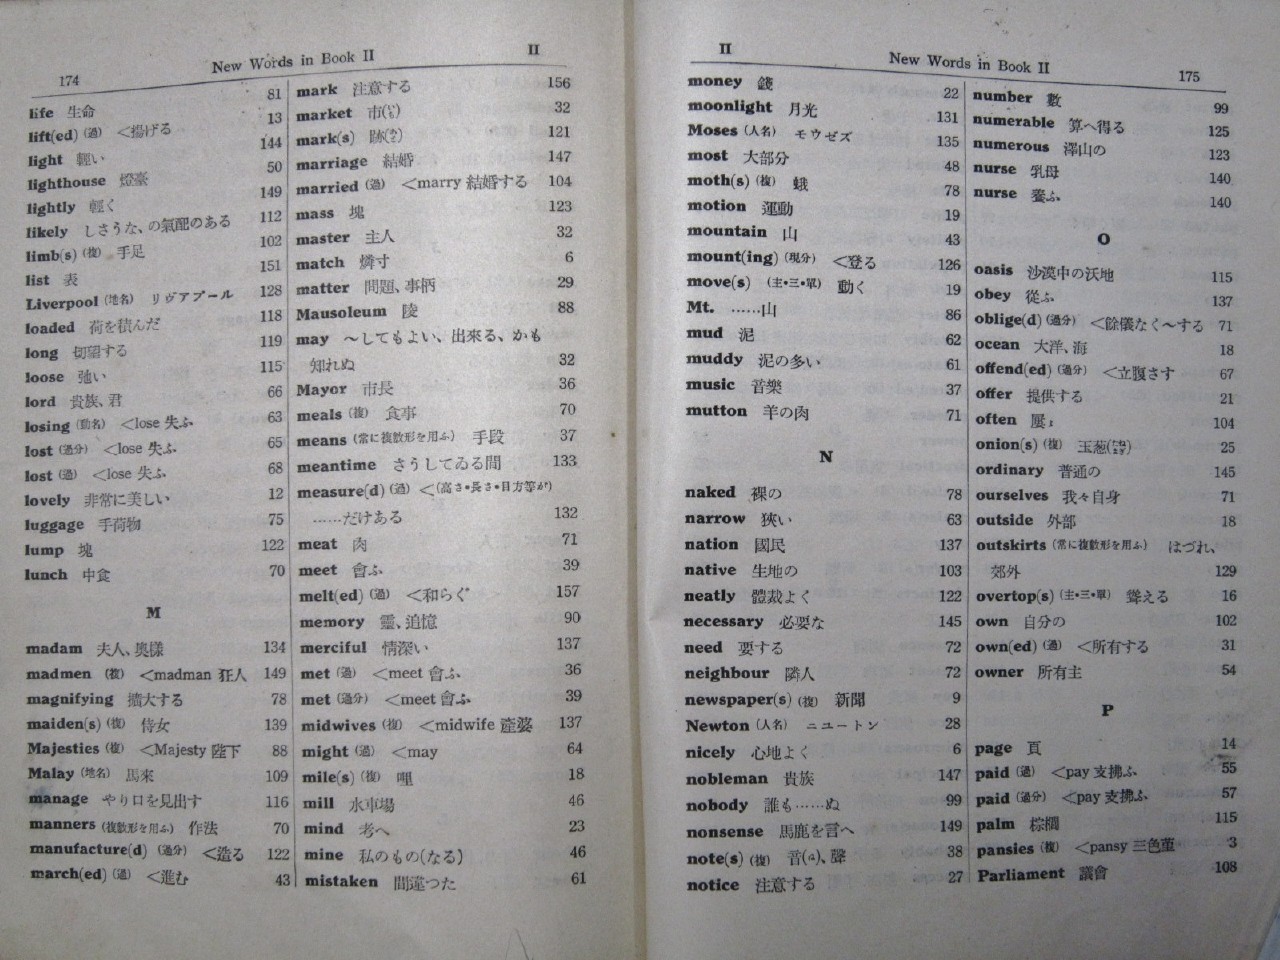 174
New Words in Book II
II
life 生命 81
lift(ed) (過) <揚げる 13
light 輕い 144
lighthouse 燈臺 50
lightly 輕く 149
likely しさうな、の氣配のある 112
limb(s) (複) 手足 102
list 表 151
Liverpool (地名) リヴアプール 128
loaded 荷を積んだ 118
long 切望する 119
loose 弛い 115
lord 貴族、君 66
losing (動名) <lose 失ふ 63
lost (過分) <lose 失ふ 65
lost (過) <lose 失ふ 68
lovely 非常に美しい 12
luggage 手荷物 75
lump 塊 122
lunch 中食 70
M
madam 夫人、奥樣 134
madmen (複) <madman 狂人 149
magnifying 擴大する 78
maiden(s) (複) 侍女 139
Majesties (複) <Majesty 陛下 88
Malay (地名) 馬來 109
manage やり口を見出す 116
manners (複數形を用ふ) 作法 70
manufacture(d) (過分) <造る 122
march(ed) (過) <進む 43
mark 注意する 156
market 市(いち) 32
mark(s) 跡(あと) 121
marriage 結婚 147
married (過) <marry 結婚する 104
mass 塊 123
master 主人 32
match 燐寸 6
matter 問題、事柄 29
Mausoleum 陵 88
may ～してもよい、出來る、かも
知れぬ 32
Mayor 市長 36
meals (複) 食事 70
means (常に複數形を用ふ) 手段 37
meantime さうしてゐる間 133
measure(d) (過) <(高さ・長さ・目方等が)
……だけある 132
meat 肉 71
meet 會ふ 39
melt(ed) (過) <和らぐ 157
memory 靈、追憶 90
merciful 情深い 137
met (過) <meet 會ふ 36
met (過分) <meet 會ふ 39
midwives (複) <midwife 産婆 137
might (過) <may 64
mile(s) (複) 哩 18
mill 水車場 46
mind 考へ 23
mine 私のもの(なる) 46
mistaken 間違つた 61
II
New Words in Book II
175
money 錢 22
moonlight 月光 131
Moses (人名) モウゼズ 135
most 大部分 48
moth(s) (複) 蛾 78
motion 運動 19
mountain 山 43
mount(ing) (現分) <登る 126
move(s) (主・三・單) 動く 19
Mt. ……山 86
mud 泥 62
muddy 泥の多い 61
music 音樂 37
mutton 羊の肉 71
N
naked 裸の 78
narrow 狹い 63
nation 國民 137
native 生地の 103
neatly 體裁よく 122
necessary 必要な 145
need 要する 72
neighbour 隣人 72
newspaper(s) (複) 新聞 9
Newton (人名) ニユートン 28
nicely 心地よく 6
nobleman 貴族 147
nobody 誰も……ぬ 99
nonsense 馬鹿を言へ 149
note(s) (複) 音(ね)、聲 38
notice 注意する 27
number 數 99
numerable 算へ得る 125
numerous 澤山の 123
nurse 乳母 140
nurse 養ふ 140
O
oasis 沙漠中の沃地 115
obey 從ふ 137
oblige(d) (過分) <餘儀なく～する 71
ocean 大洋、海 18
offend(ed) (過分) <立腹さす 67
offer 提供する 21
often 屢〻 104
onion(s) (複) 玉葱 25
ordinary 普通の 145
ourselves 我々自身 71
outside 外部 18
outskirts (常に複數形を用ふ) はづれ、
郊外 129
overtop(s) (主・三・單) 聳える 16
own 自分の 102
own(ed) (過) <所有する 31
owner 所有主 54
P
page 頁 14
paid (過) <pay 支拂ふ 55
paid (過分) <pay 支拂ふ 57
palm 棕櫚 115
pansies (複) <pansy 三色菫 3
Parliament 議會 108